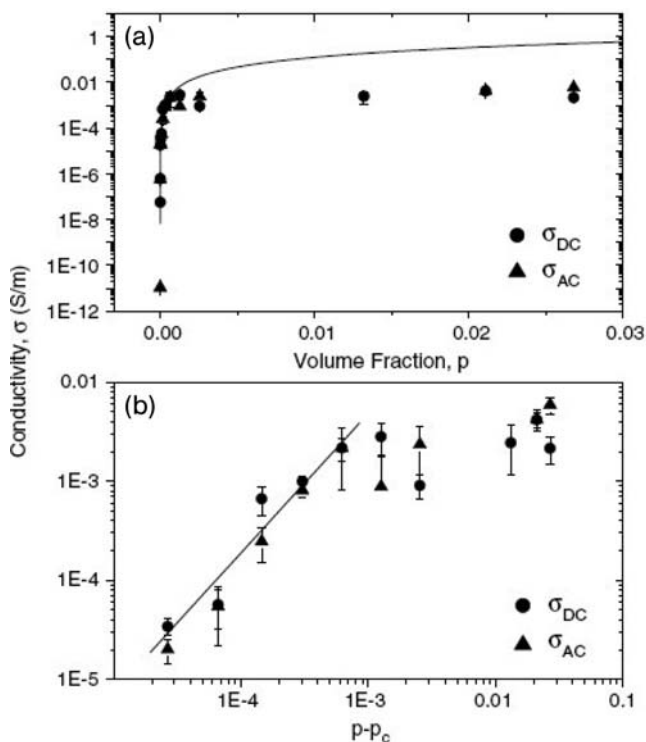 (a)
1
0.01
1E-4
1E-6
1E-8
1E-10
1E-12
σDC
σAC
0.00 0.01 0.02 0.03
Volume Fraction, p
Conductivity, σ (S/m)
(b)
0.01
1E-3
1E-4
1E-5
σDC
σAC
1E-4 1E-3 0.01 0.1
p-pc